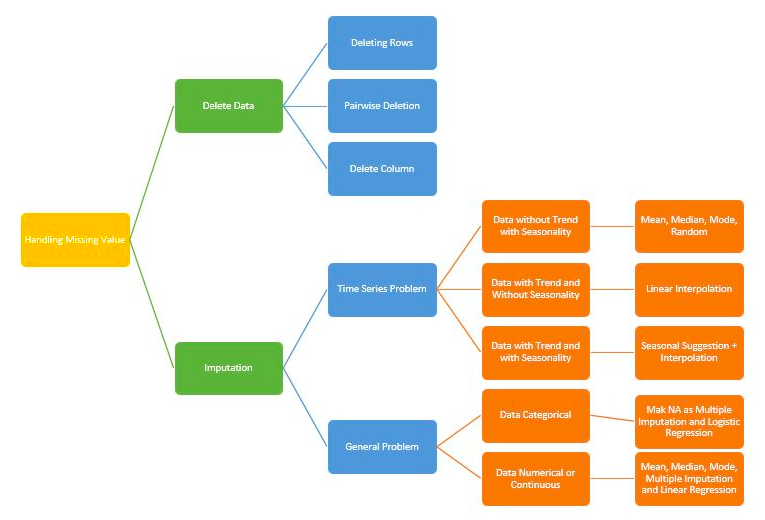 Deleting Rows
Delete Data
Pairwise Deletion
Delete Column
Handling Missing Value
Data without Trend
with Seasonality
Mean, Median, Mode,
Random
Time Series Problem
Data with Trend and
Without Seasonality
Linear Interpolation
Data with Trend and
with Seasonality
Seasonal Suggestion +
Interpolation
Imputation
General Problem
Data Categorical
Mak NA as Multiple
Imputation and Logistic
Regression
Data Numerical or
Continuous
Mean, Median, Mode,
Multiple Imputation
and Linear Regression